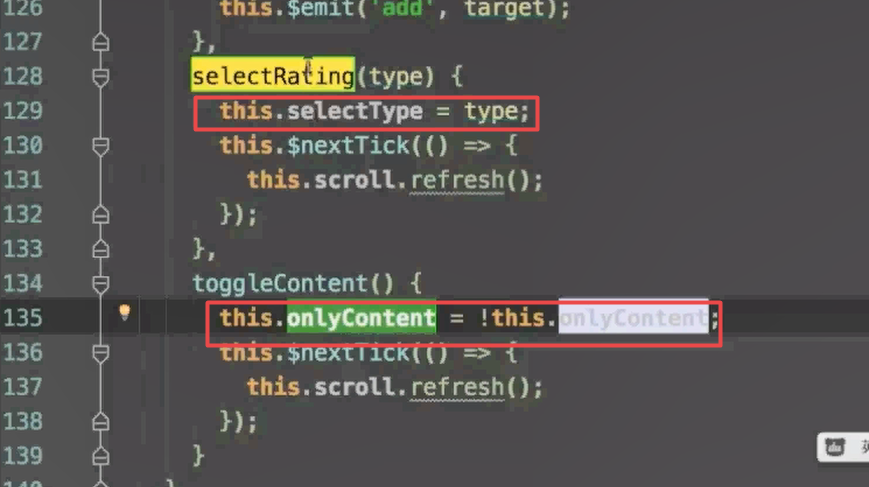 126 this.$emit('add', target);
127 },
128 selectRating(type) {
129 this.selectType = type;
130 this.$nextTick(() => {
131 this.scroll.refresh();
132 });
133 },
134 toggleContent() {
135 this.onlyContent = !this.onlyContent;
136 this.$nextTick(() => {
137 this.scroll.refresh();
138 });
139 }
140 }
英